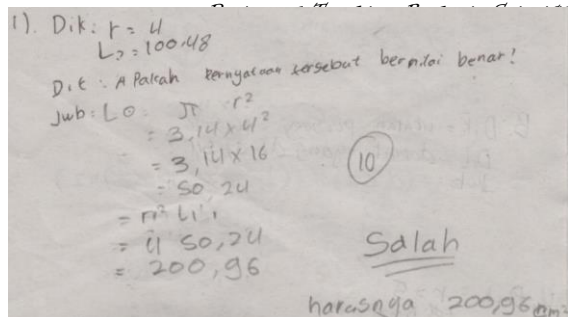 1). Dik: r = 4
L⊃ = 100.48
Dit : Apakah Pernyataan tersebut bernilai benar!
Jwb: LO π r²
= 3,14 x 4²
= 3,14 x 16
= 50,24
10
= 4 50,24
= 200,96
Salah
harusnya 200,96